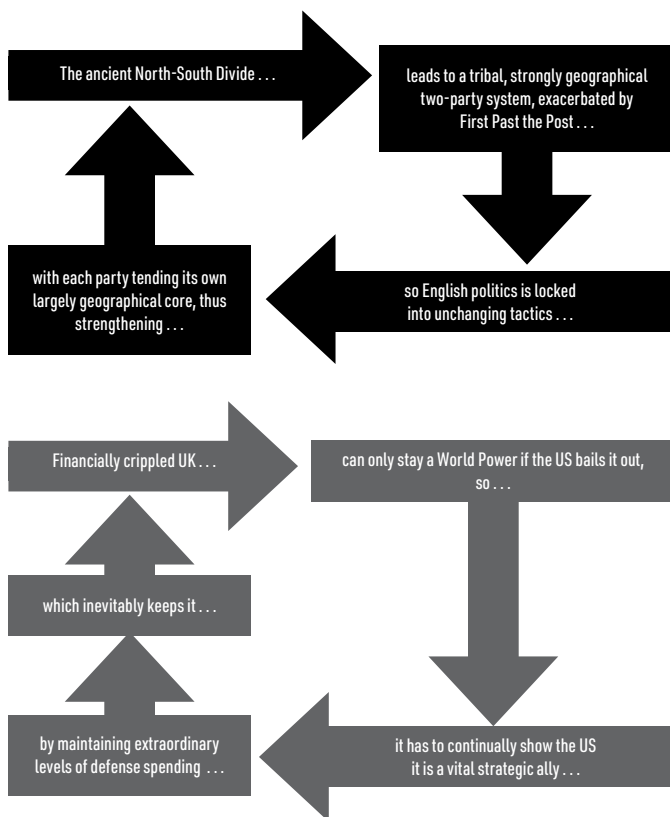 The ancient North-South Divide . . .
leads to a tribal, strongly geographical
two-party system, exacerbated by
First Past the Post . . .
so English politics is locked
into unchanging tactics . . .
with each party tending its own
largely geographical core, thus
strengthening . . .
Financially crippled UK . . .
can only stay a World Power if the US bails it out,
so . . .
it has to continually show the US
it is a vital strategic ally . . .
by maintaining extraordinary
levels of defense spending . . .
which inevitably keeps it . . .